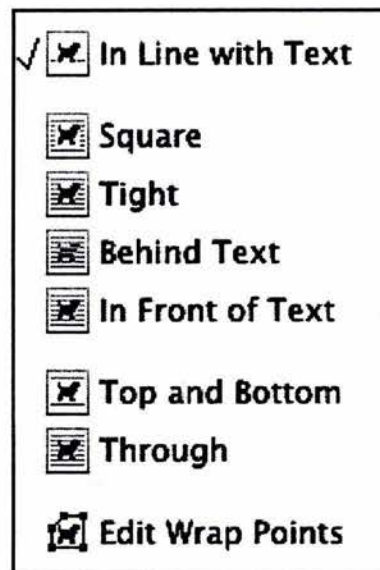 In Line with Text
Square
Tight
Behind Text
In Front of Text
Top and Bottom
Through
Edit Wrap Points